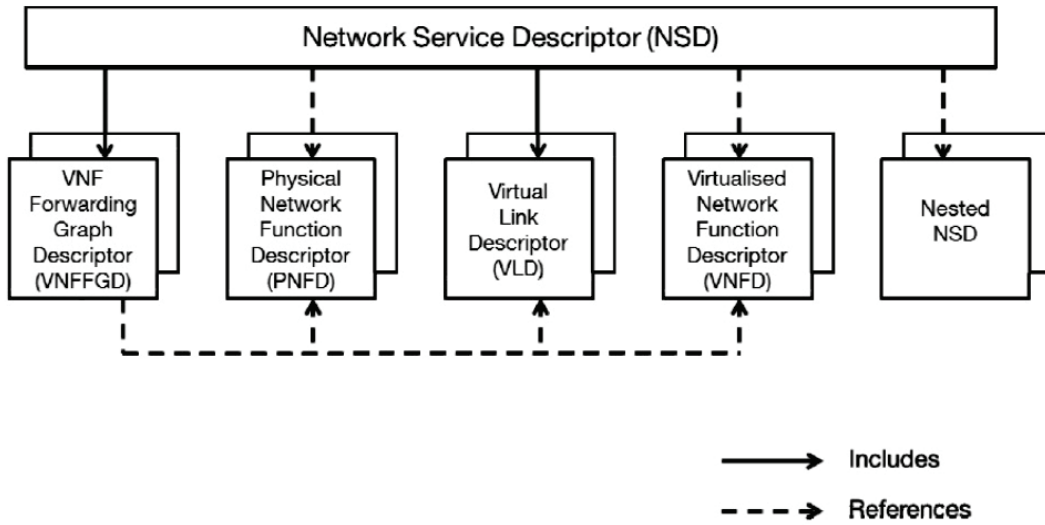 Network Service Descriptor (NSD)
VNF
Forwarding
Graph
Descriptor
(VNFFGD)
Physical
Network
Function
Descriptor
(PNFD)
Virtual
Link
Descriptor
(VLD)
Virtualised
Network
Function
Descriptor
(VNFD)
Nested
NSD
Includes
References